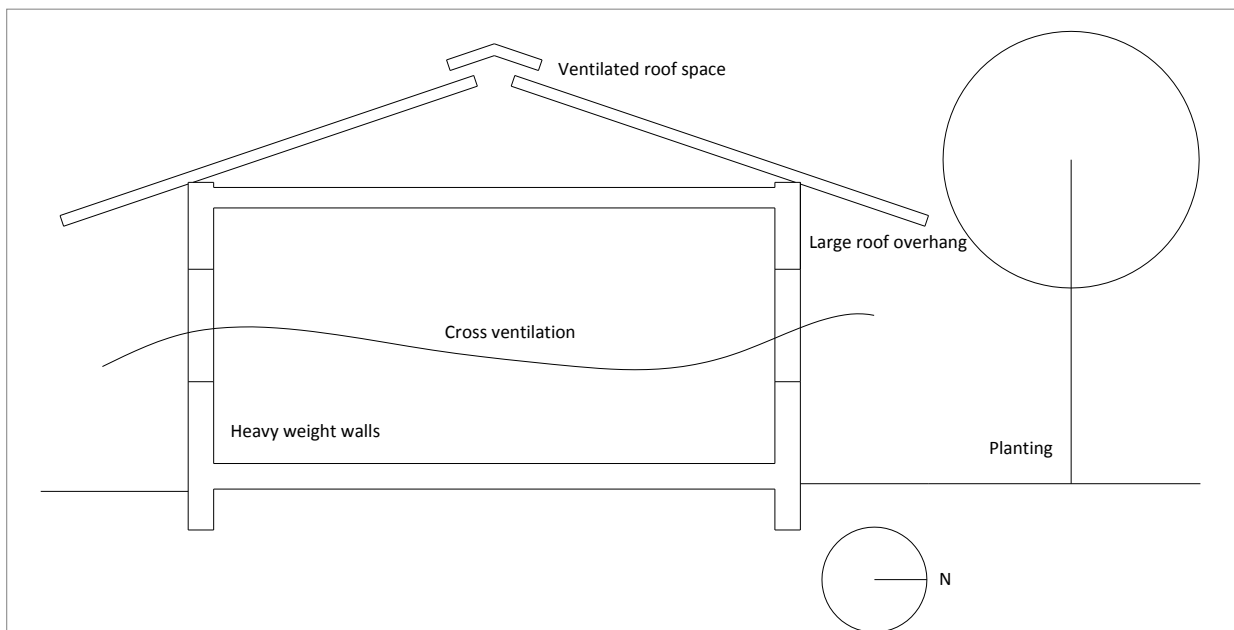 Ventilated roof space
Large roof overhang
Cross ventilation
Heavy weight walls
Planting
N